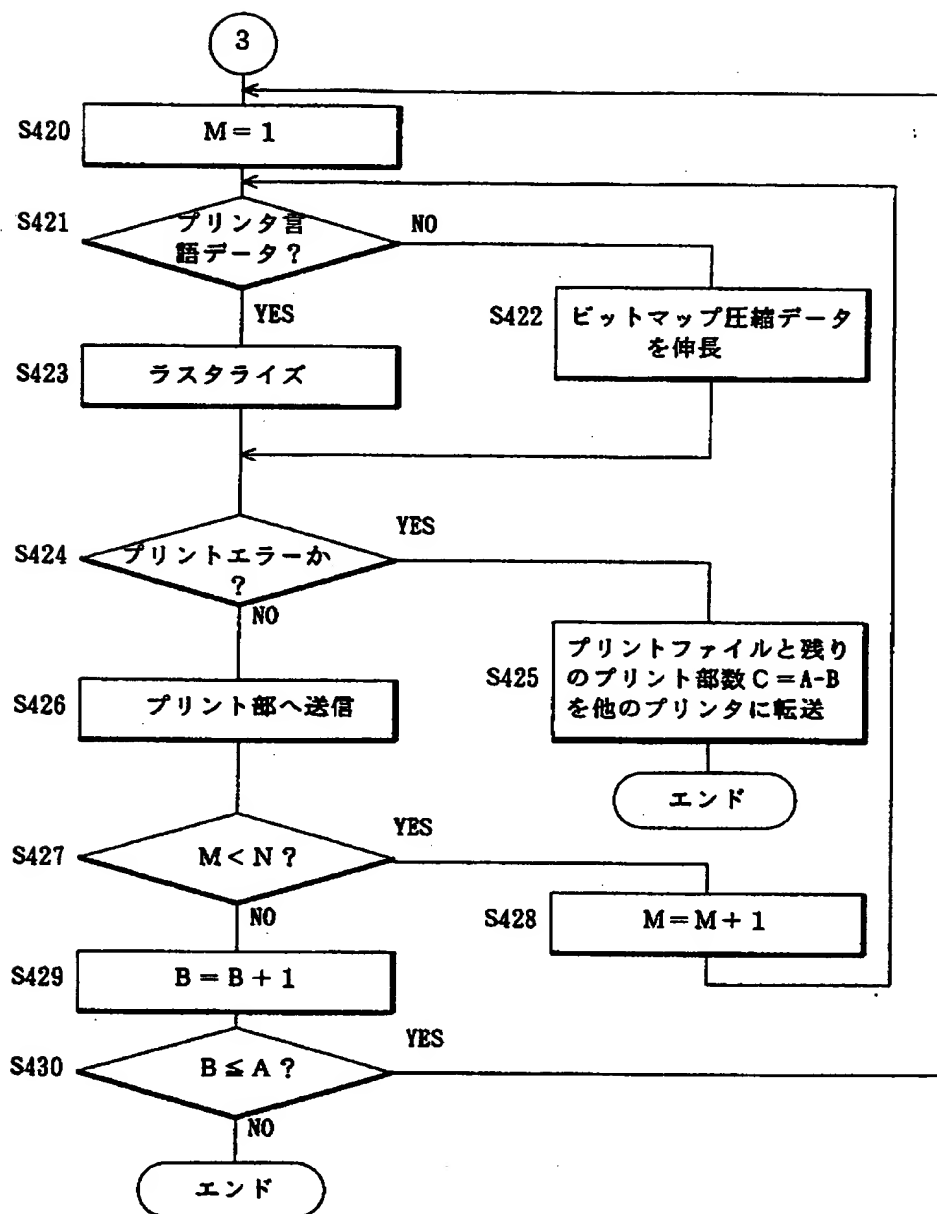 3
S420
M=1
S421
プリンタ言
語データ?
NO
YES
S422
ビットマップ圧縮データ
を伸長
S423
ラスタライズ
S424
プリントエラーか
?
YES
NO
S425
プリントファイルと残り
のプリント部数C=A-B
を他のプリンタに転送
エンド
S426
プリント部へ送信
S427
M<N?
YES
NO
S428
M=M+1
S429
B=B+1
S430
B≦A?
YES
NO
エンド